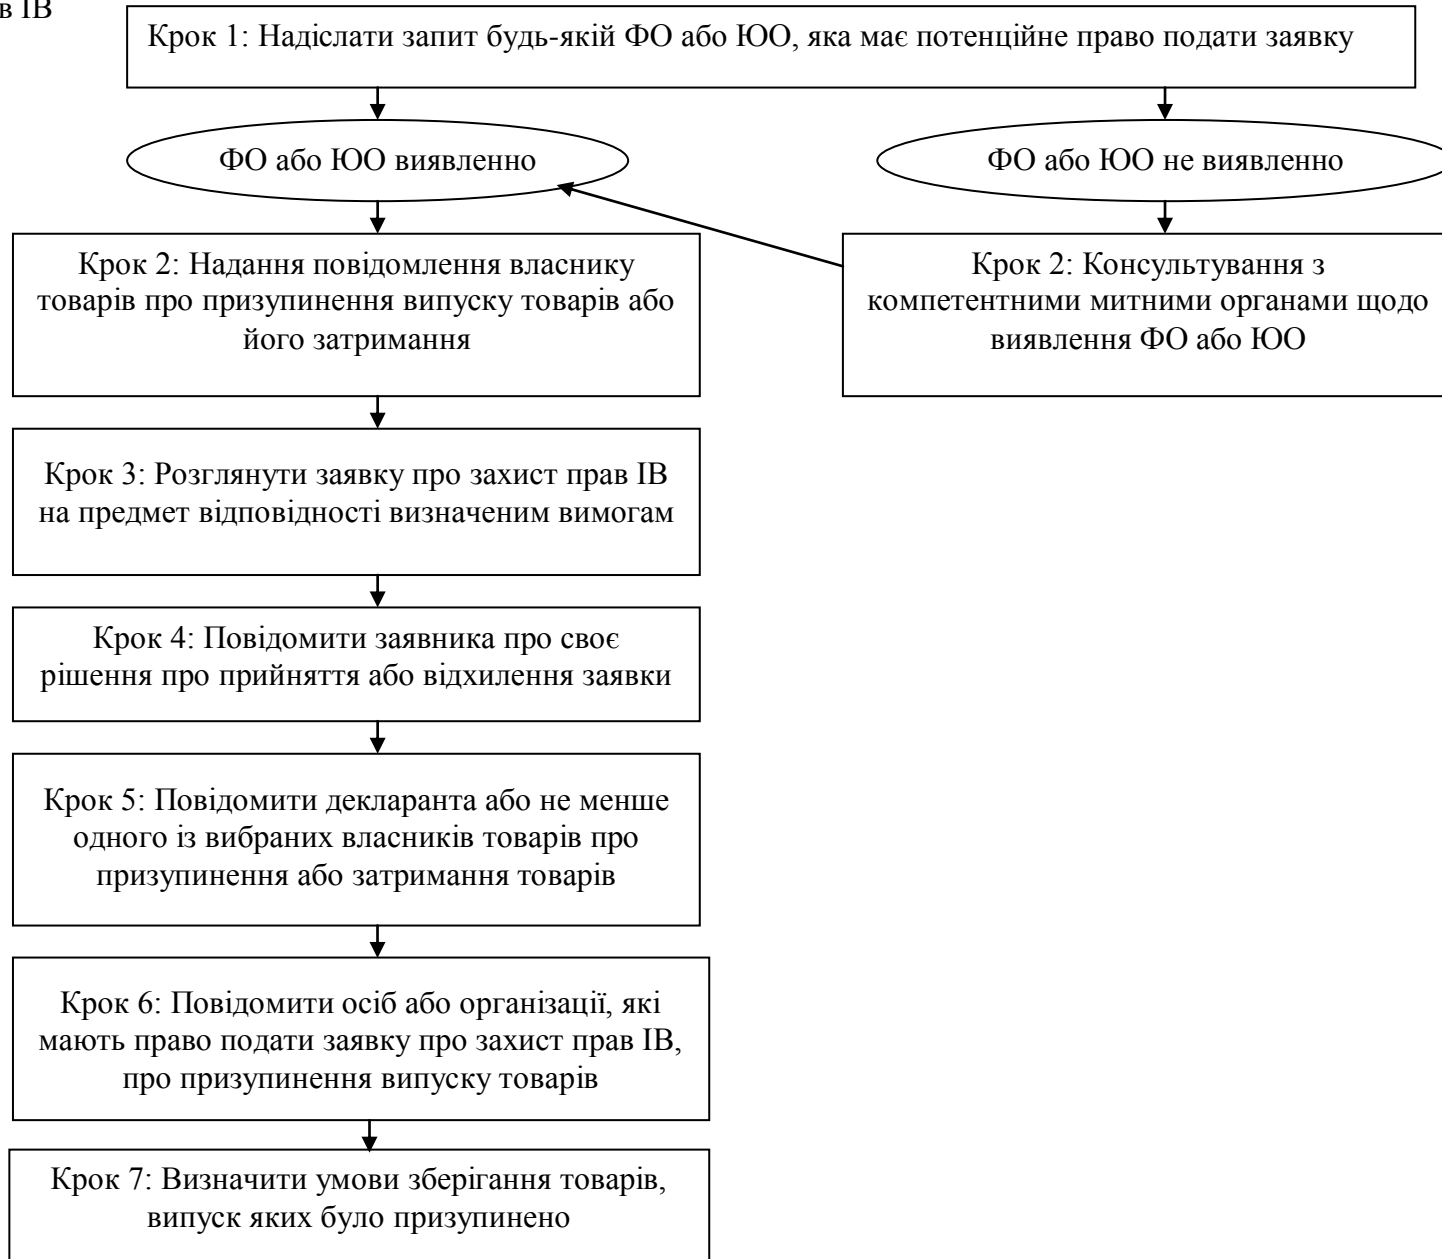 в ІВ
Крок 1: Надіслати запит будь-якій ФО або ЮО, яка має потенційне право подати заявку
ФО або ЮО виявленно
ФО або ЮО не виявленно
Крок 2: Надання повідомлення власнику
товарів про призупинення випуску товарів або
його затримання
Крок 2: Консультування з
компетентними митними органами щодо
виявлення ФО або ЮО
Крок 3: Розглянути заявку про захист прав ІВ
на предмет відповідності визначеним вимогам
Крок 4: Повідомити заявника про своє
рішення про прийняття або відхилення заявки
Крок 5: Повідомити декларанта або не менше
одного із вибраних власників товарів про
призупинення або затримання товарів
Крок 6: Повідомити осіб або організації, які
мають право подати заявку про захист прав ІВ,
про призупинення випуску товарів
Крок 7: Визначити умови зберігання товарів,
випуск яких було призупинено